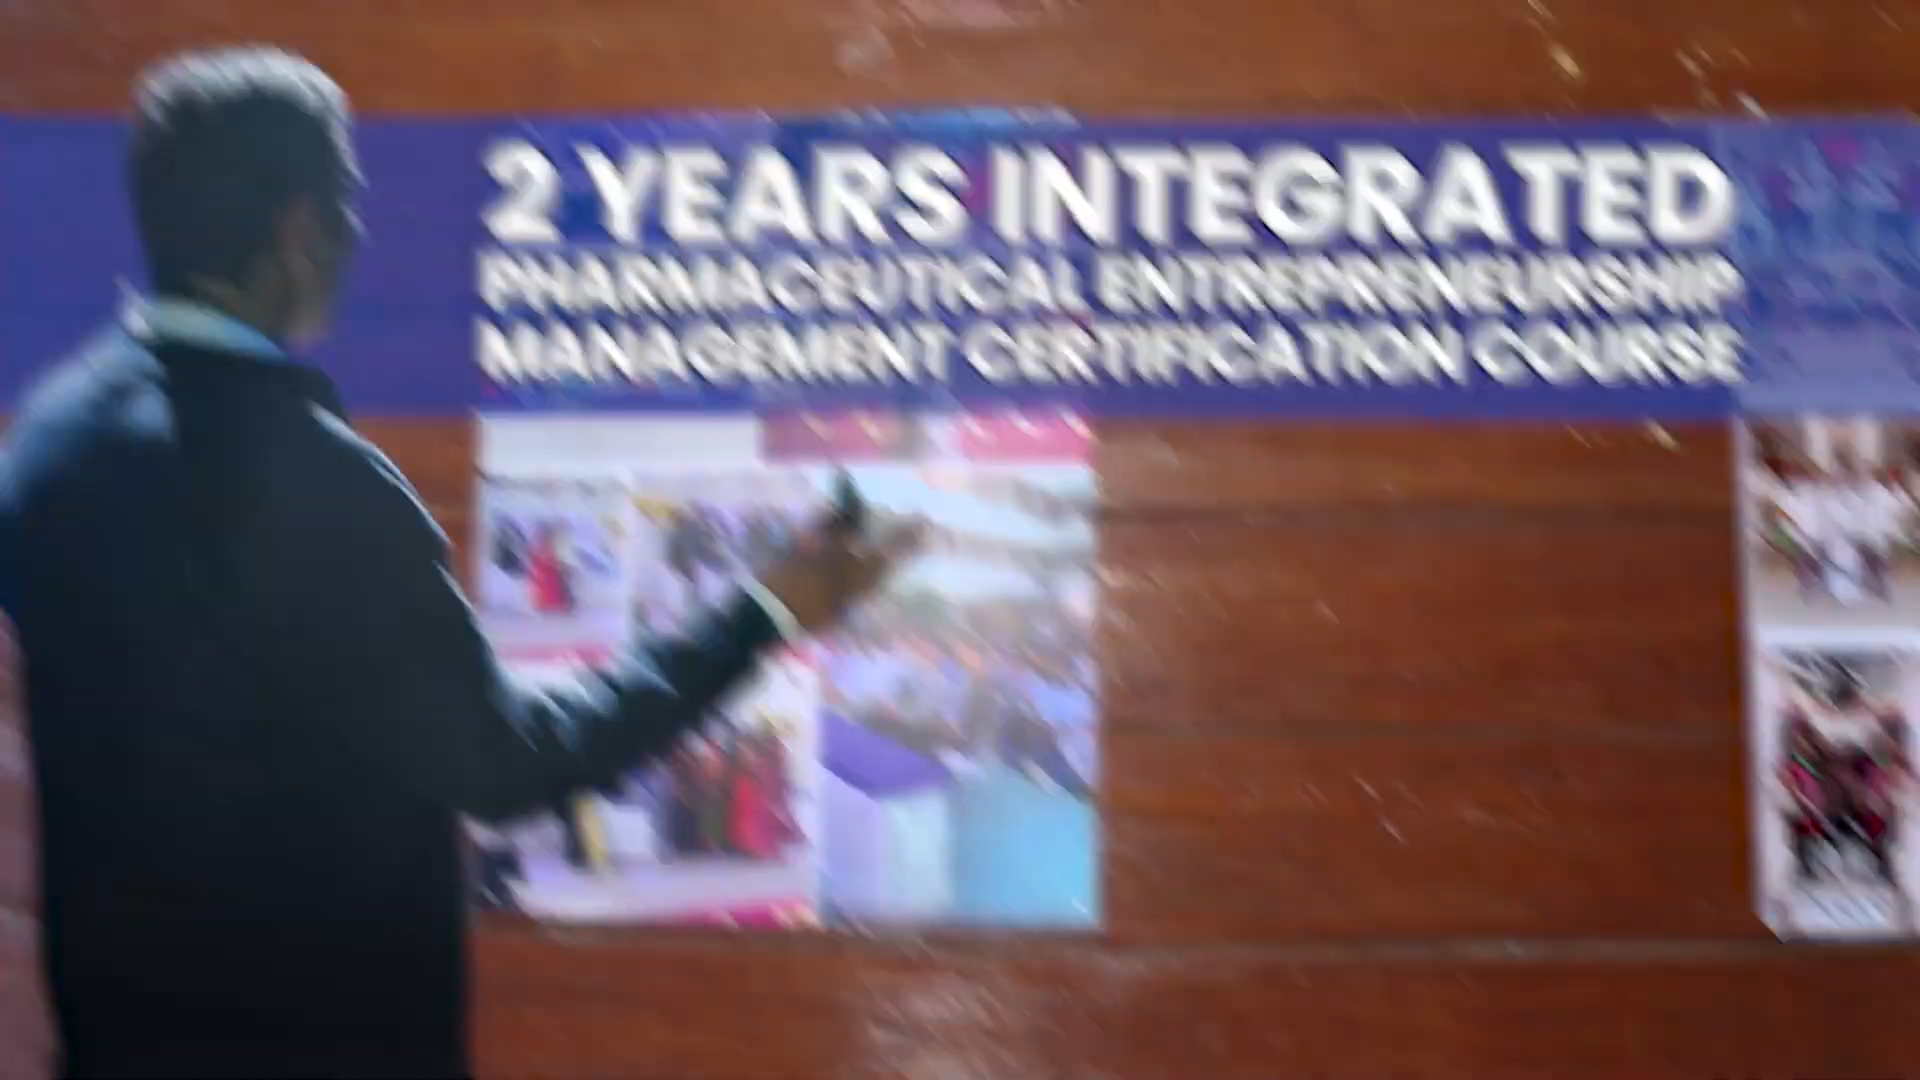 2 YEARS INTEGRATED
PHARMACEUTICAL ENTREPRENEURSHIP
MANAGEMENT CERTIFICATION COURSE